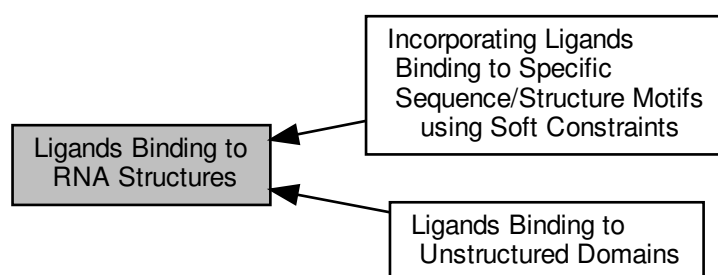 Ligands Binding to
RNA Structures
Incorporating Ligands
Binding to Specific
Sequence/Structure Motifs
using Soft Constraints
Ligands Binding to
Unstructured Domains